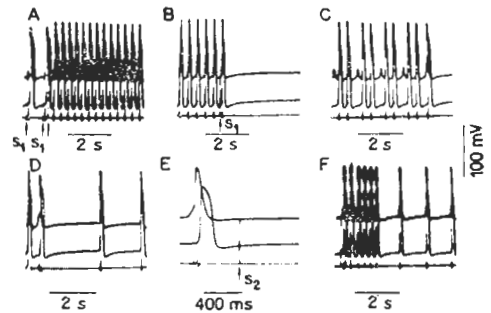 A B C
S₁ S₁ 2 s
S₁ 2 s
2 s
100 mV
D E F
2 s
S₂
400 ms
2 s